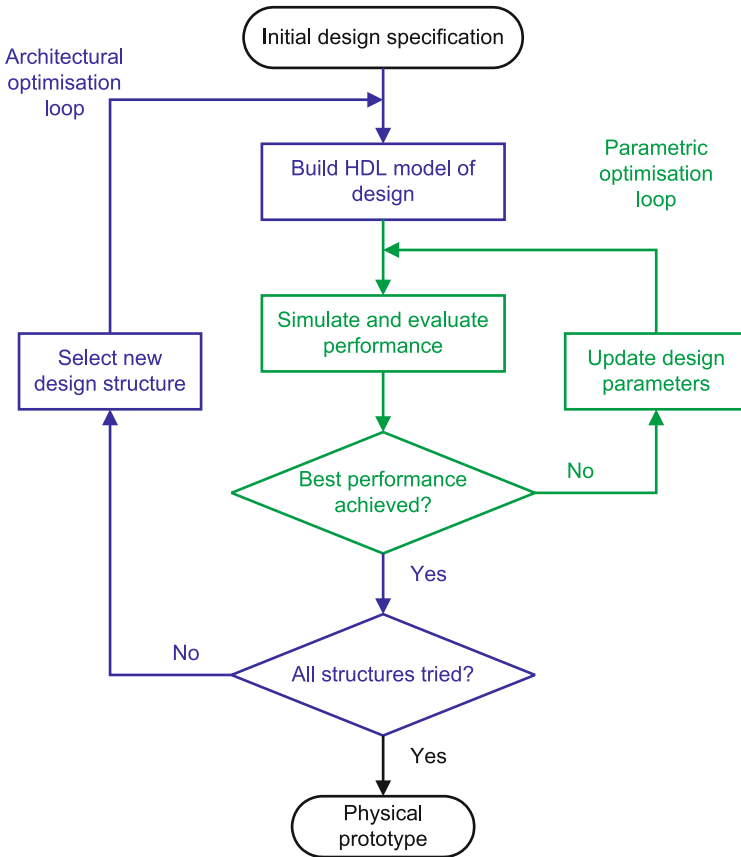 Initial design specification
Architectural
optimisation
loop
Build HDL model of
design
Parametric
optimisation
loop
Simulate and evaluate
performance
Select new
design structure
Update design
parameters
Best performance
achieved?
No
Yes
No
All structures tried?
Yes
Physical
prototype